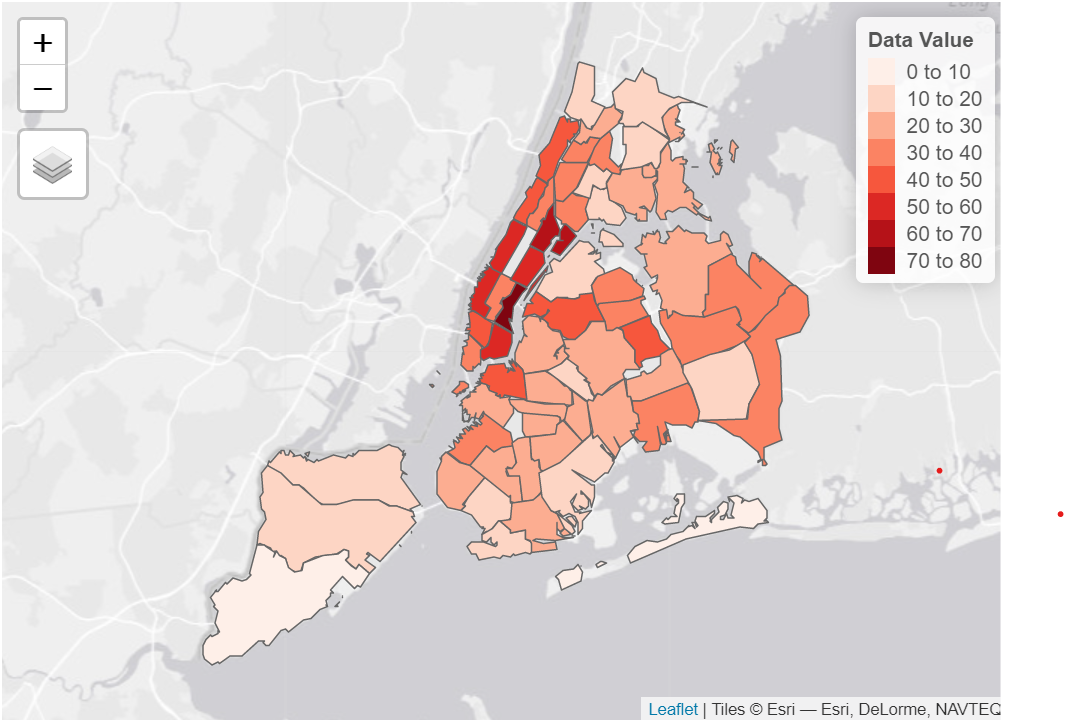 +
−
Data Value
0 to 10
10 to 20
20 to 30
30 to 40
40 to 50
50 to 60
60 to 70
70 to 80
Leaflet | Tiles © Esri — Esri, DeLorme, NAVTEQ